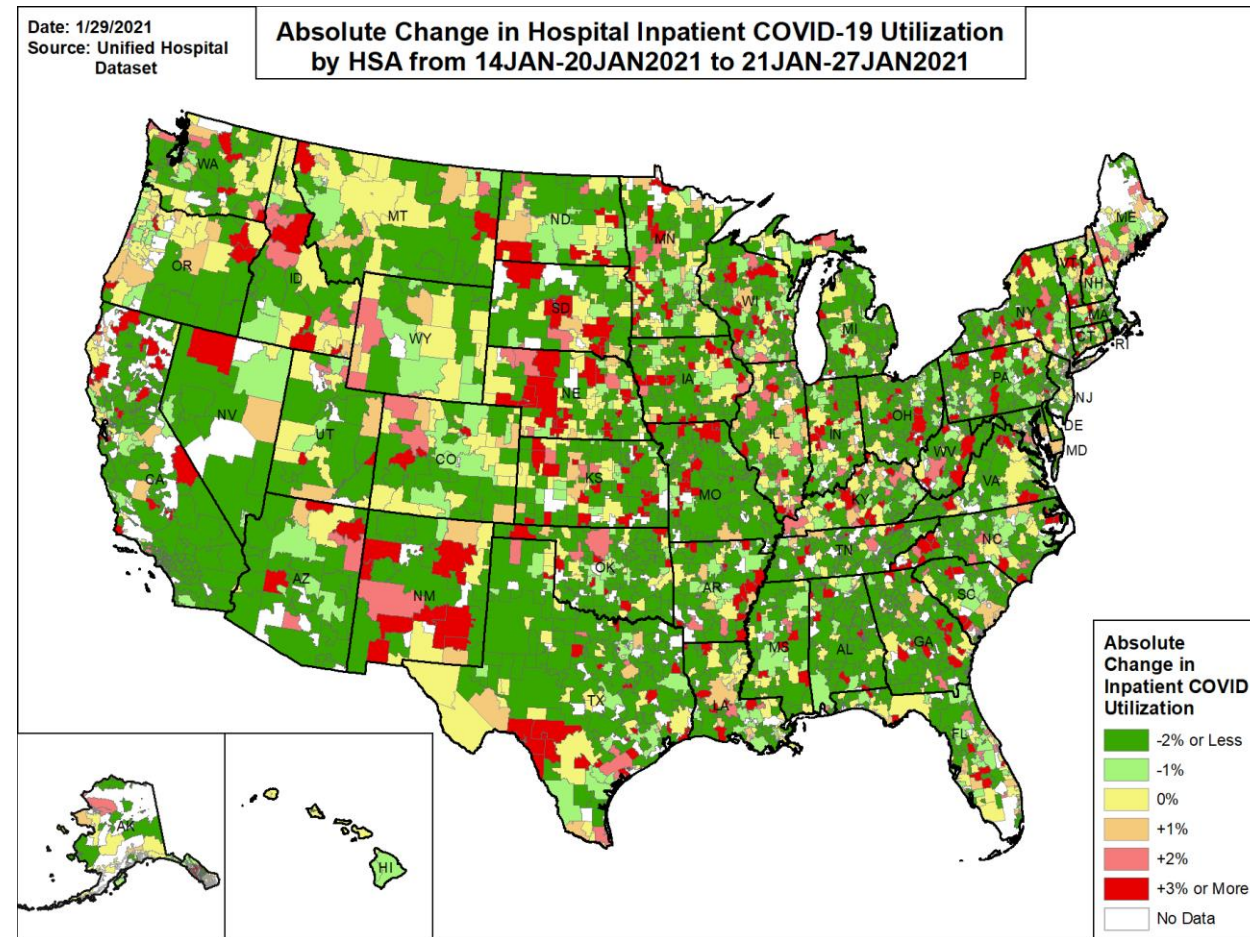 Date: 1/29/2021
Source: Unified Hospital
Dataset
Absolute Change in Hospital Inpatient COVID-19 Utilization
by HSA from 14JAN-20JAN2021 to 21JAN-27JAN2021
WA
MT
ND
MN
ME
OR
ID
SD
WI
VT
NH
NY
MA
MI
WY
CT
RI
IA
PA
NE
NJ
NV
OH
IL
IN
UT
DE
CO
WV
MD
CA
VA
KS
MO
KY
NC
TN
OK
AZ
NM
AR
SC
MS
AL
GA
TX
LA
FL
AK
HI
Absolute
Change in
Inpatient COVID
Utilization
-2% or Less
-1%
0%
+1%
+2%
+3% or More
No Data